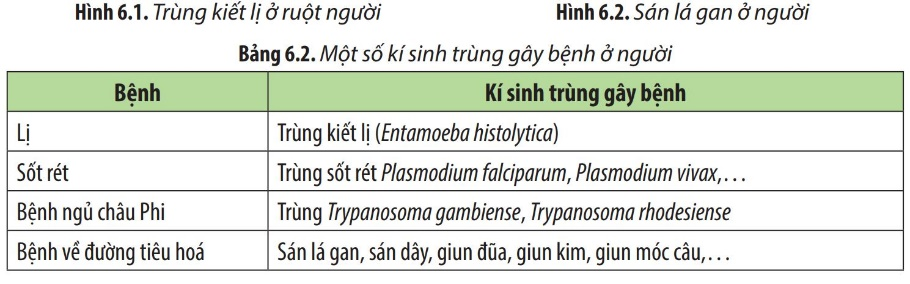 Hình 6.1. Trùng kiết lị ở ruột người Hình 6.2. Sán lá gan ở người
Bảng 6.2. Một số kí sinh trùng gây bệnh ở người
Bệnh Kí sinh trùng gây bệnh
Lị Trùng kiết lị (Entamoeba histolytica)
Sốt rét Trùng sốt rét Plasmodium falciparum, Plasmodium vivax,…
Bệnh ngủ châu Phi Trùng Trypanosoma gambiense, Trypanosoma rhodesiense
Bệnh về đường tiêu hoá Sán lá gan, sán dây, giun đũa, giun kim, giun móc câu,…